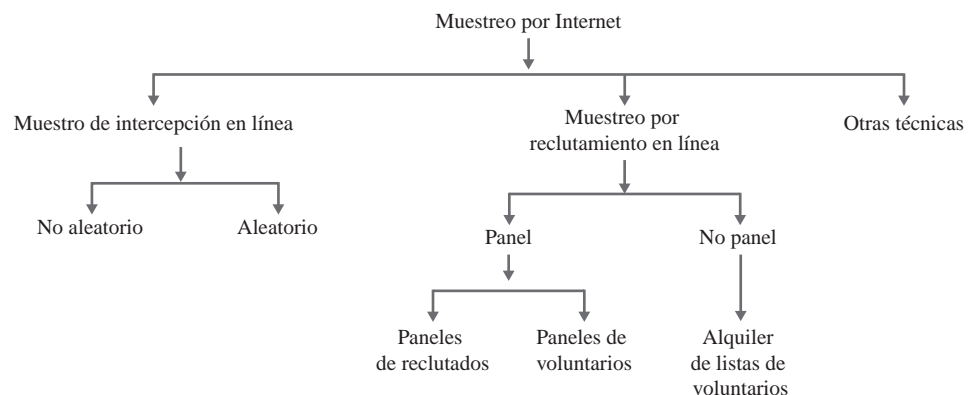 Muestreo por Internet
Muestro de intercepción en línea
Muestreo por
reclutamiento en línea
Otras técnicas
No aleatorio
Aleatorio
Panel
No panel
Paneles
de reclutados
Paneles de
voluntarios
Alquiler
de listas de
voluntarios